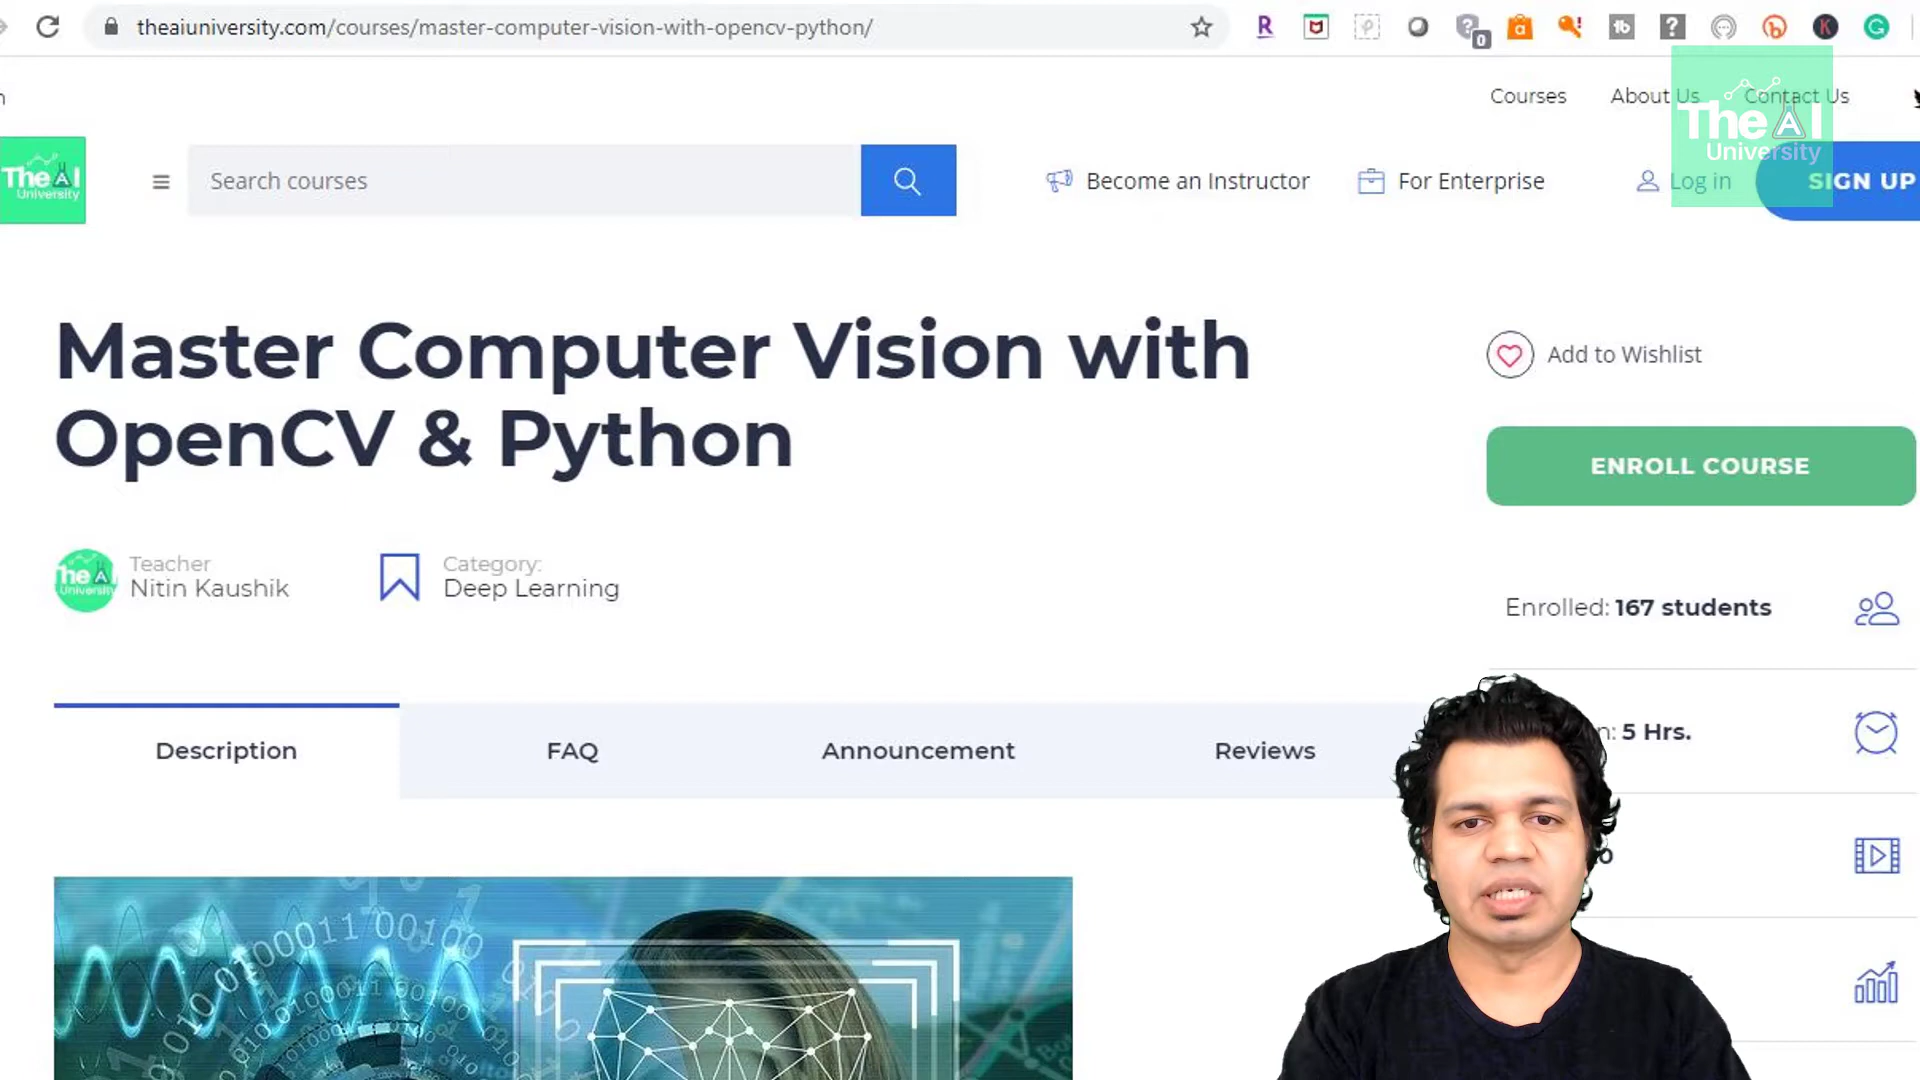 theaiuniversity.com/courses/master-computer-vision-with-opencv-python/
0
Courses
About Us
Contact Us
The AI
University
The AI
University
Search courses
Become an Instructor
For Enterprise
Log in
SIGN UP
Master Computer Vision with
OpenCV & Python
Add to Wishlist
ENROLL COURSE
Teacher
Nitin Kaushik
Category:
Deep Learning
Enrolled: 167 students
Description
FAQ
Announcement
Reviews
5 Hrs.